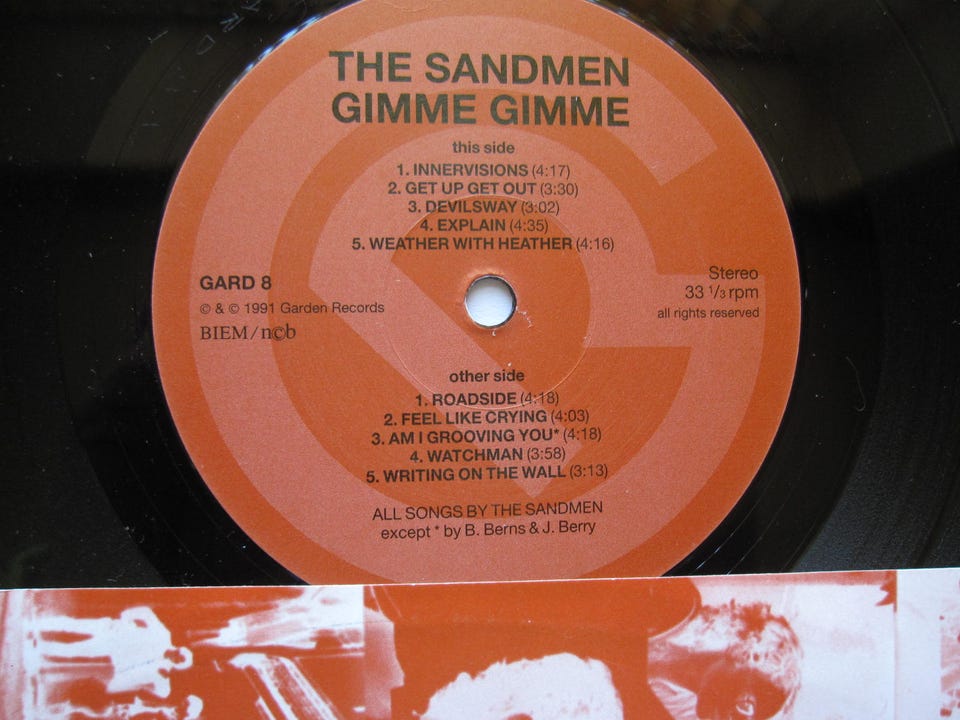 THE SANDMEN
GIMME GIMME
this side
1. INNERVISIONS (4:17)
2. GET UP GET OUT (3:30)
3. DEVILSWAY (3:02)
4. EXPLAIN (4:35)
5. WEATHER WITH HEATHER (4:16)
GARD 8
© & © 1991 Garden Records
BIEM / n©b
Stereo
33 1/3 rpm
all rights reserved
other side
1. ROADSIDE (4:18)
2. FEEL LIKE CRYING (4:03)
3. AM I GROOVING YOU* (4:18)
4. WATCHMAN (3:58)
5. WRITING ON THE WALL (3:13)
ALL SONGS BY THE SANDMEN
except * by B. Berns & J. Berry